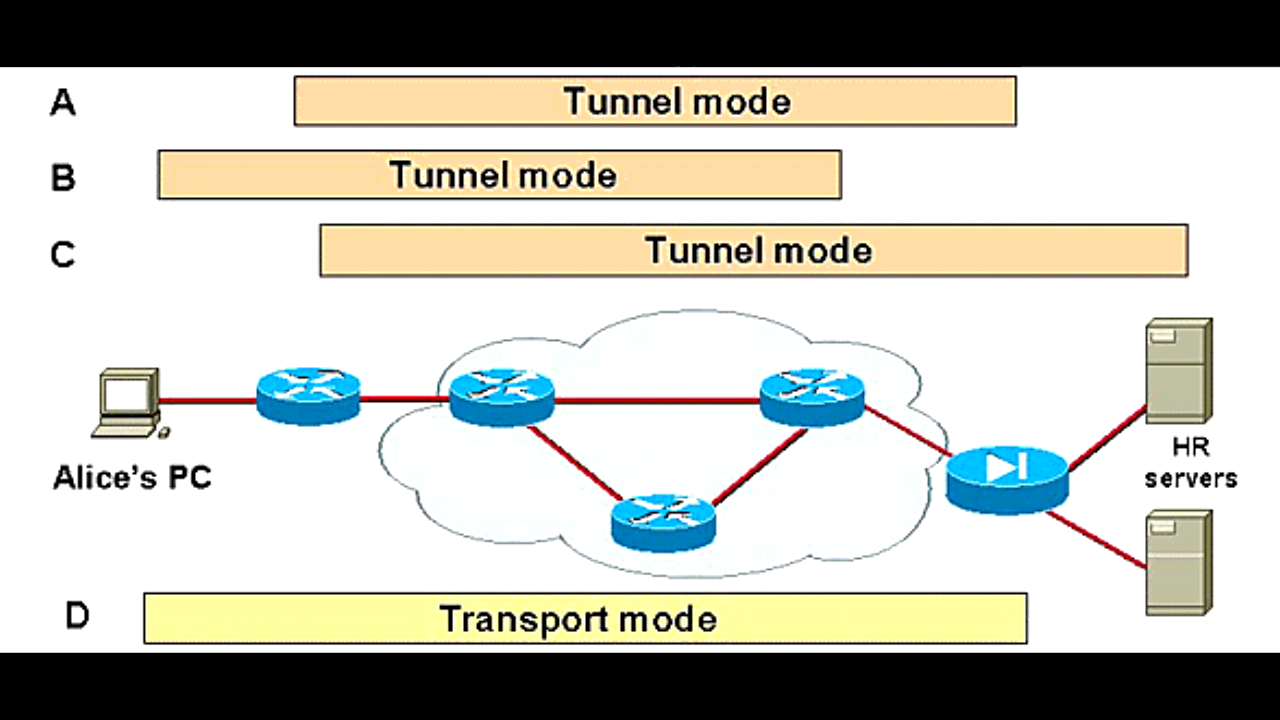 A
Tunnel mode
B
Tunnel mode
C
Tunnel mode
Alice's PC
HR
servers
D
Transport mode